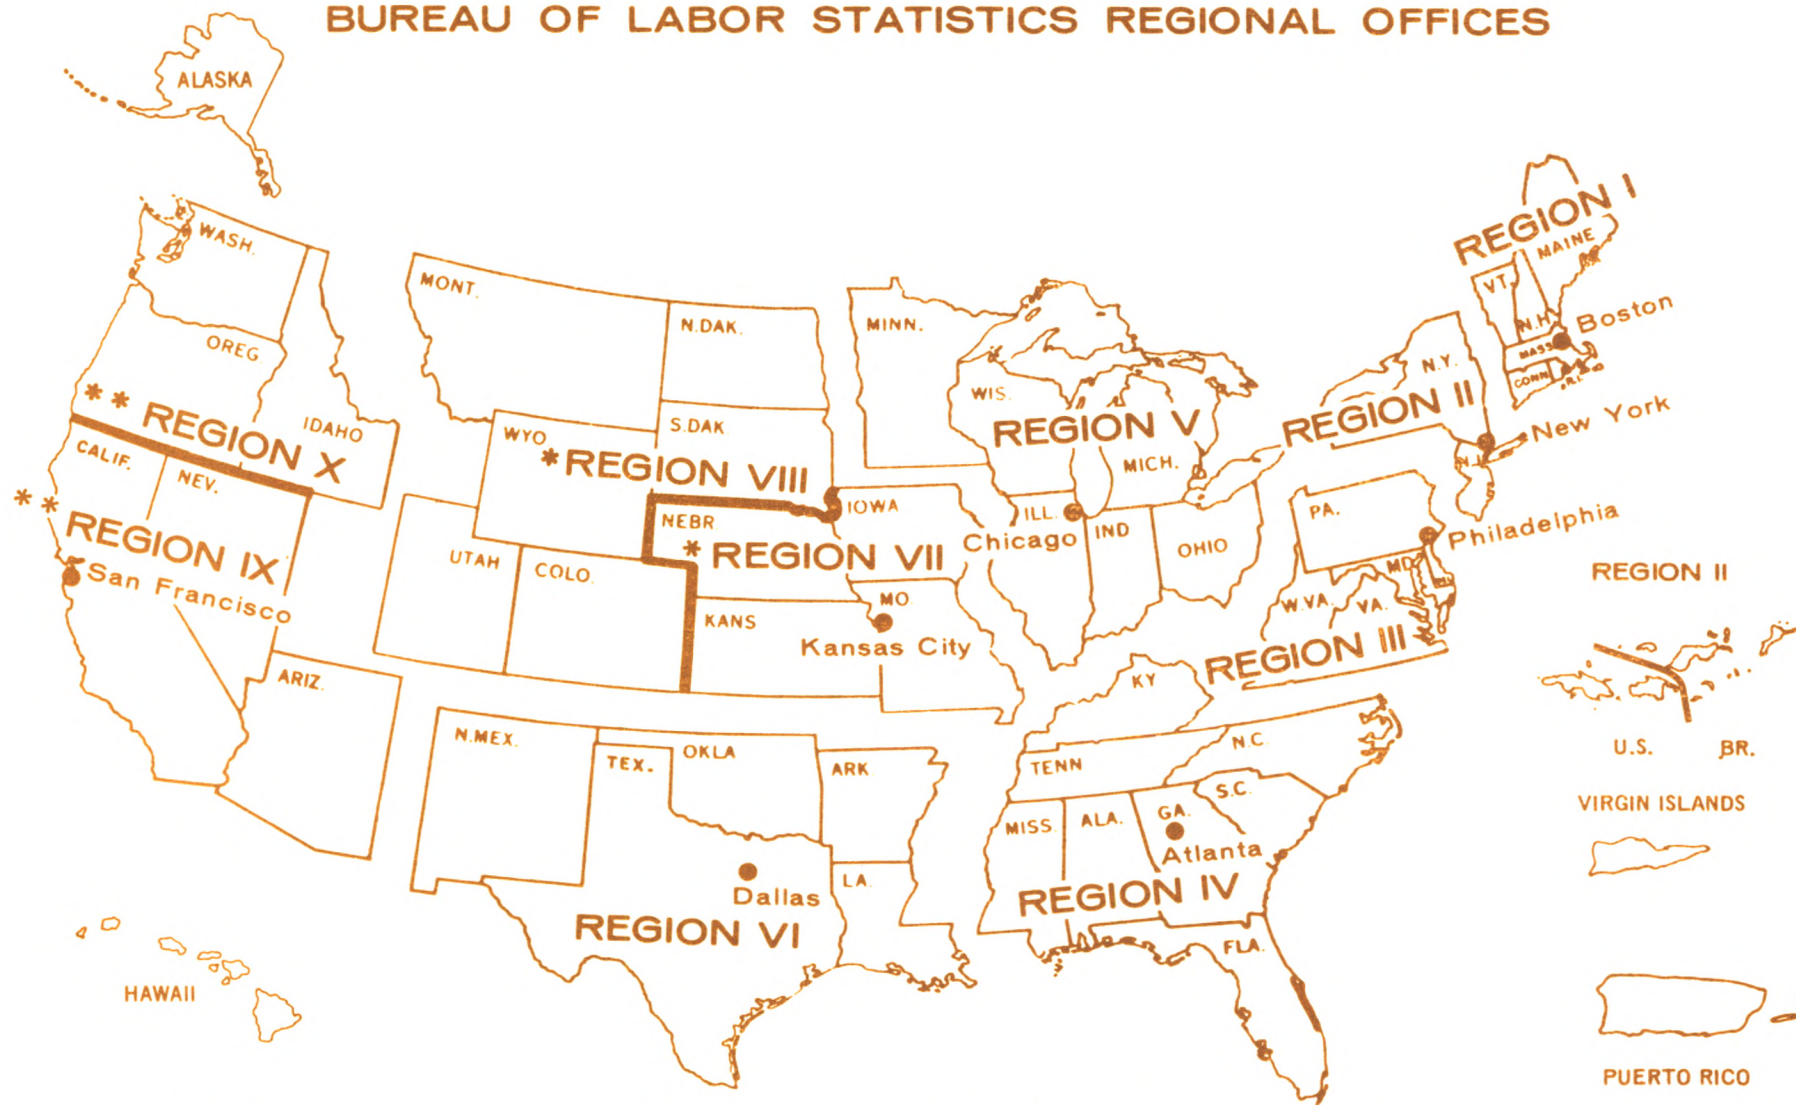 BUREAU OF LABOR STATISTICS REGIONAL OFFICES
ALASKA
WASH.
OREG
** REGION X
IDAHO
CALIF.
NEV.
** REGION IX
San Francisco
ARIZ.
HAWAII
MONT.
N.DAK.
S.DAK
WYO
*REGION VIII
NEBR
* REGION VII
UTAH
COLO.
KANS
IOWA
MO
Kansas City
MINN.
WIS.
REGION V
MICH.
ILL.
Chicago
IND
OHIO
N.MEX.
TEX.
OKLA
ARK
LA.
Dallas
REGION VI
KY
TENN
N.C.
S.C.
MISS.
ALA.
GA.
Atlanta
REGION IV
FLA.
REGION I
MAINE
VT.
N.H.
Boston
MASS
CONN
R.I.
N.Y.
REGION II
New York
N.J.
PA.
Philadelphia
MD
W.VA.
VA.
REGION III
REGION II
U.S. BR.
VIRGIN ISLANDS
PUERTO RICO